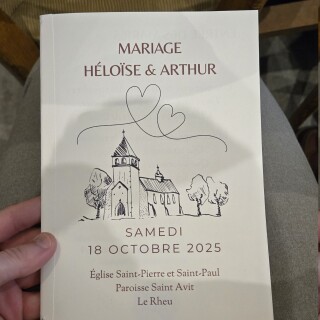 MARIAGE
HÉLOÏSE & ARTHUR
SAMEDI
18 OCTOBRE 2025
Église Saint-Pierre et Saint-Paul
Paroisse Saint Avit
Le Rheu